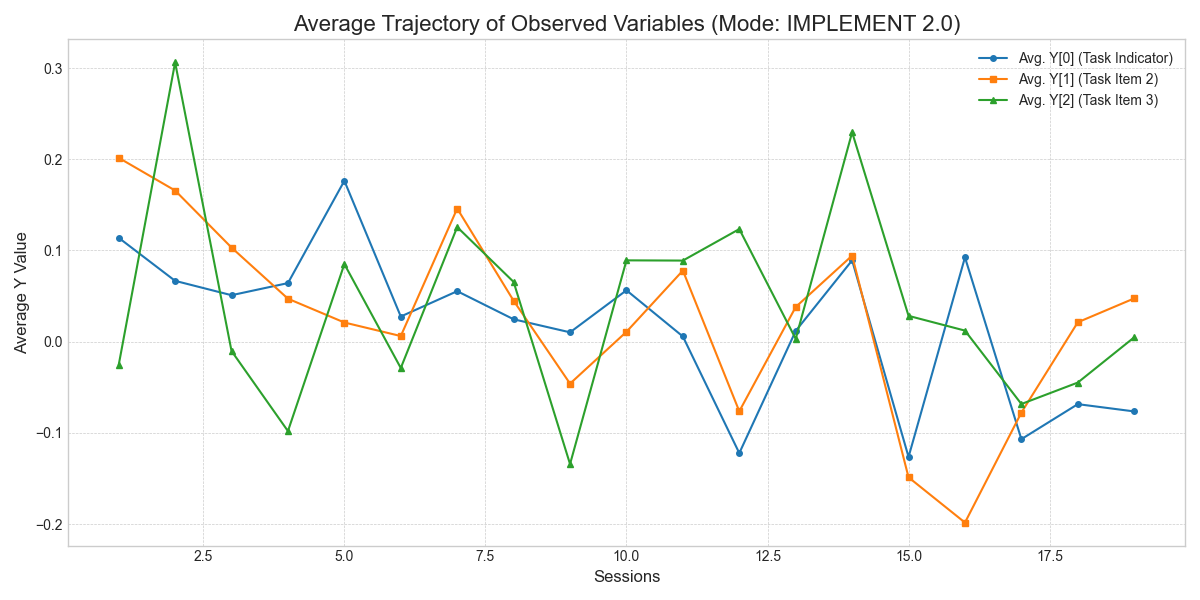 Average Trajectory of Observed Variables (Mode: IMPLEMENT 2.0)
Avg. Y[0] (Task Indicator)
Avg. Y[1] (Task Item 2)
Avg. Y[2] (Task Item 3)
Average Y Value
0.3
0.2
0.1
0.0
−0.1
−0.2
2.5 5.0 7.5 10.0 12.5 15.0 17.5
Sessions